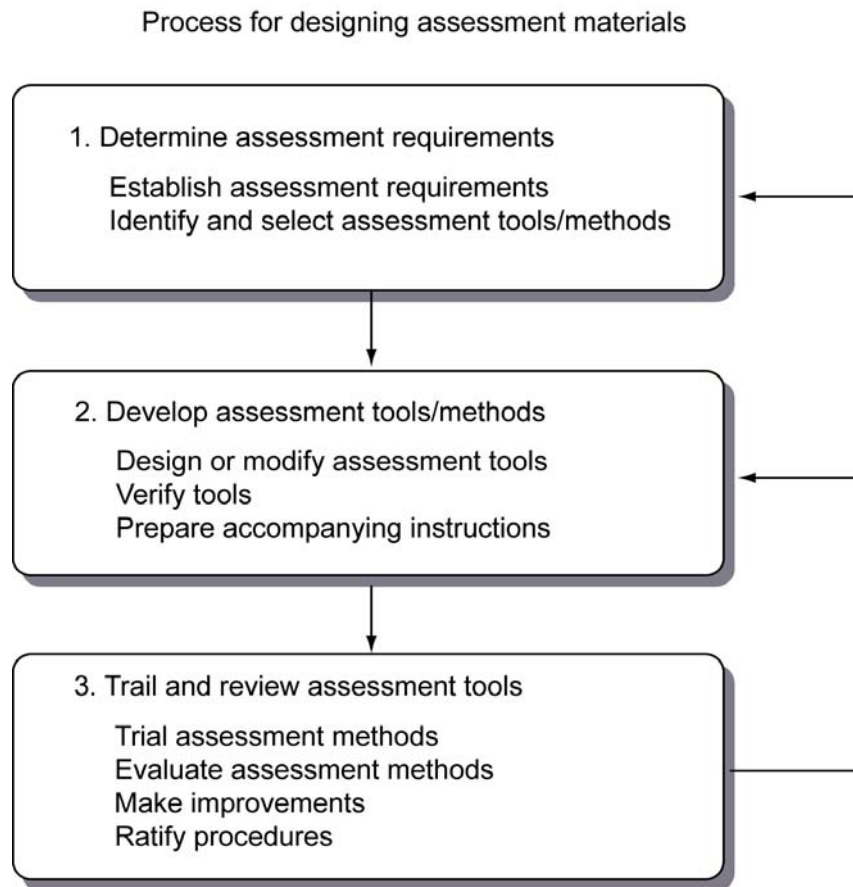 Process for designing assessment materials
1. Determine assessment requirements
Establish assessment requirements
Identify and select assessment tools/methods
2. Develop assessment tools/methods
Design or modify assessment tools
Verify tools
Prepare accompanying instructions
3. Trail and review assessment tools
Trial assessment methods
Evaluate assessment methods
Make improvements
Ratify procedures